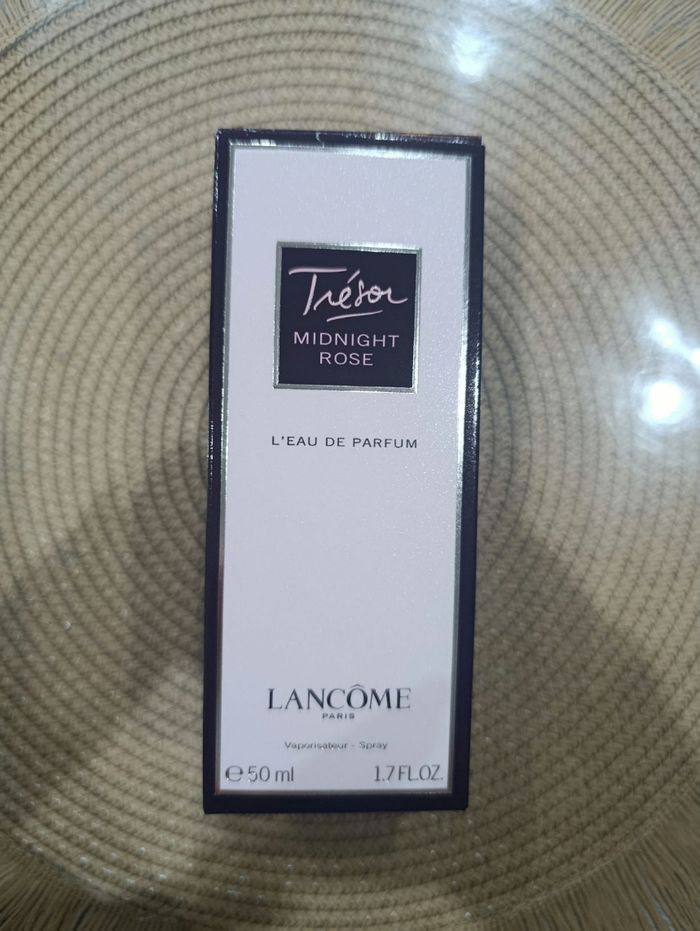 Trésor
MIDNIGHT
ROSE
L'EAU DE PARFUM
LANCÔME
PARIS
Vaporisateur - Spray
℮ 50 ml 1.7 FL.OZ.